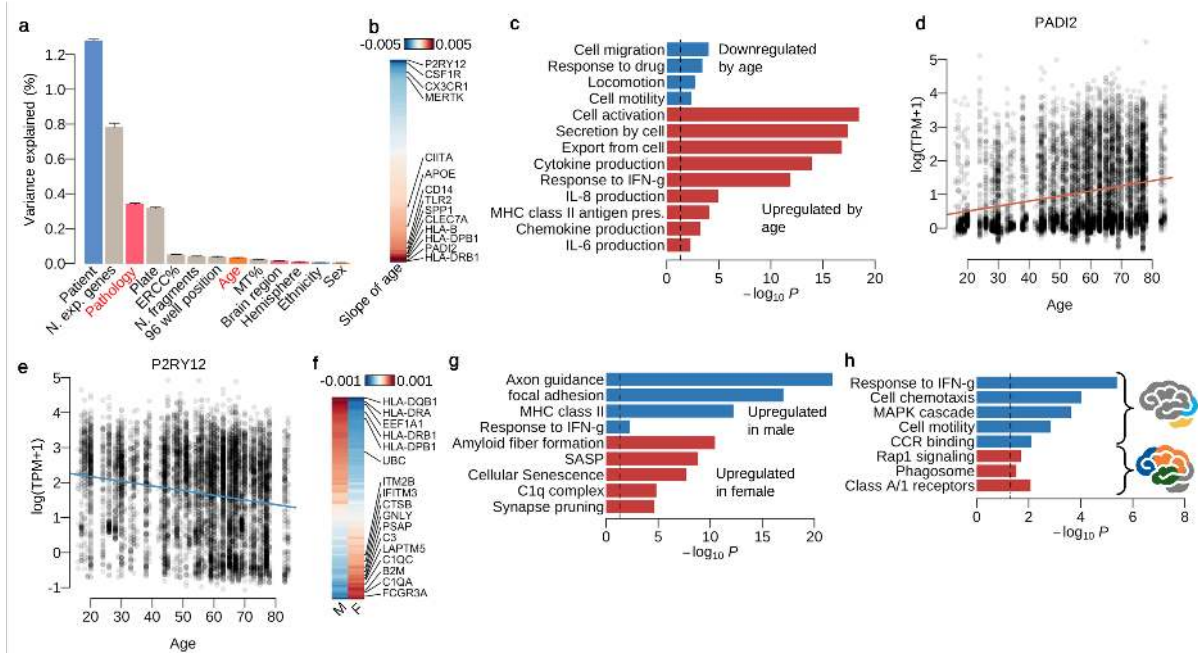 a
Variance explained (%)
1.2
1.0
0.8
0.6
0.4
0.2
0.0
Patient
N. exp. genes
Pathology
Plate
ERCC%
N. fragments
96 well position
Age
MT%
Brain region
Hemisphere
Ethnicity
Sex
b
-0.005 0.005
P2RY12
CSF1R
CX3CR1
MERTK
CIITA
APOE
CD14
TLR2
SPP1
CLEC7A
HLA-B
HLA-DPB1
PADI2
HLA-DRB1
Slope of age
c
Cell migration
Response to drug
Locomotion
Cell motility
Cell activation
Secretion by cell
Export from cell
Cytokine production
Response to IFN-g
IL-8 production
MHC class II antigen pres.
Chemokine production
IL-6 production
Downregulated
by age
Upregulated by
age
0 5 10 15 20
−log10 P
d
PADI2
log(TPM+1)
5
4
3
2
1
0
20 30 40 50 60 70 80
Age
e
P2RY12
log(TPM+1)
5
4
3
2
1
0
-1
20 30 40 50 60 70 80
Age
f
-0.001 0.001
HLA-DQB1
HLA-DRA
EEF1A1
HLA-DRB1
HLA-DPB1
UBC
ITM2B
IFITM3
CTSB
GNLY
PSAP
C3
LAPTM5
C1QC
B2M
C1QA
FCGR3A
M F
g
Axon guidance
focal adhesion
MHC class II
Response to IFN-g
Amyloid fiber formation
SASP
Cellular Senescence
C1q complex
Synapse pruning
Upregulated
in male
Upregulated
in female
0 5 10 15 20
−log10 P
h
Response to IFN-g
Cell chemotaxis
MAPK cascade
Cell motility
CCR binding
Rap1 signaling
Phagosome
Class A/1 receptors
0 2 4 6 8
−log10 P